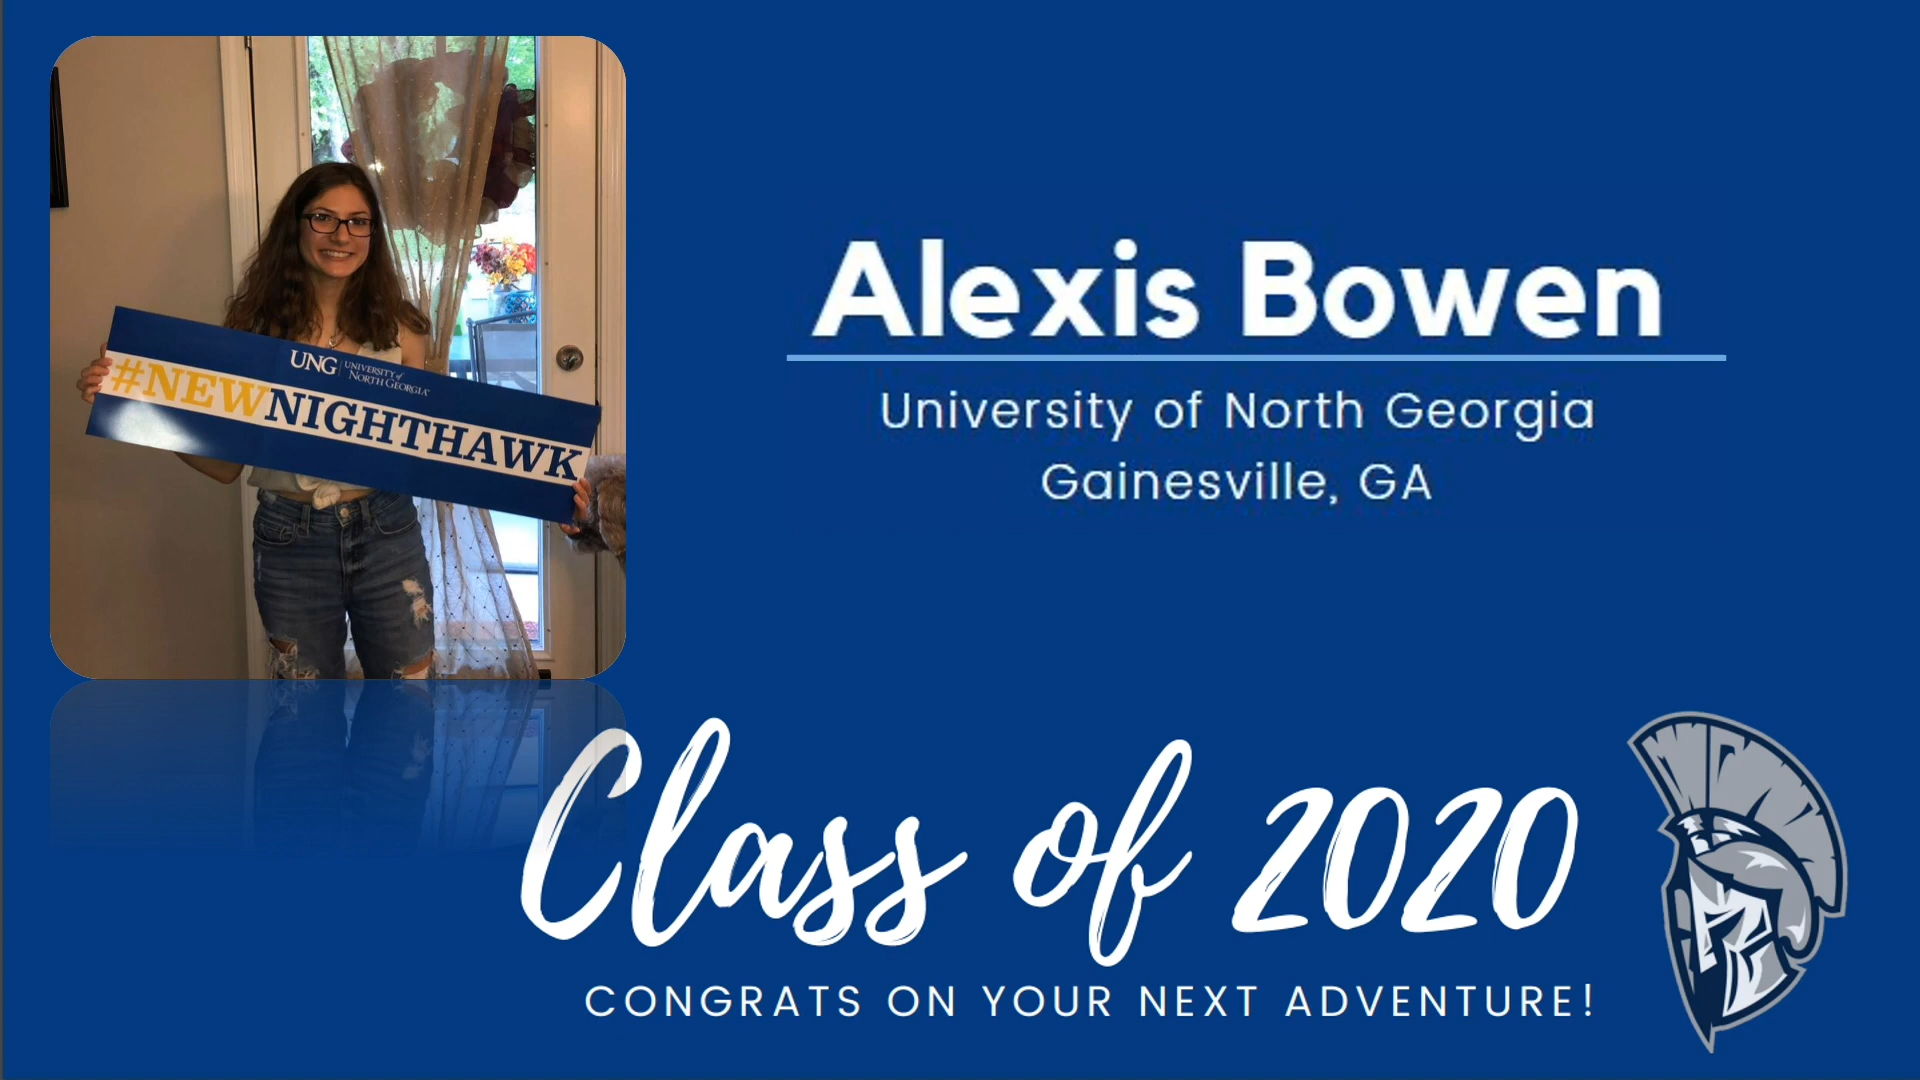 UNG UNIVERSITY of
NORTH GEORGIA
#NEWNIGHTHAWK
Alexis Bowen
University of North Georgia
Gainesville, GA
Class of 2020
CONGRATS ON YOUR NEXT ADVENTURE!